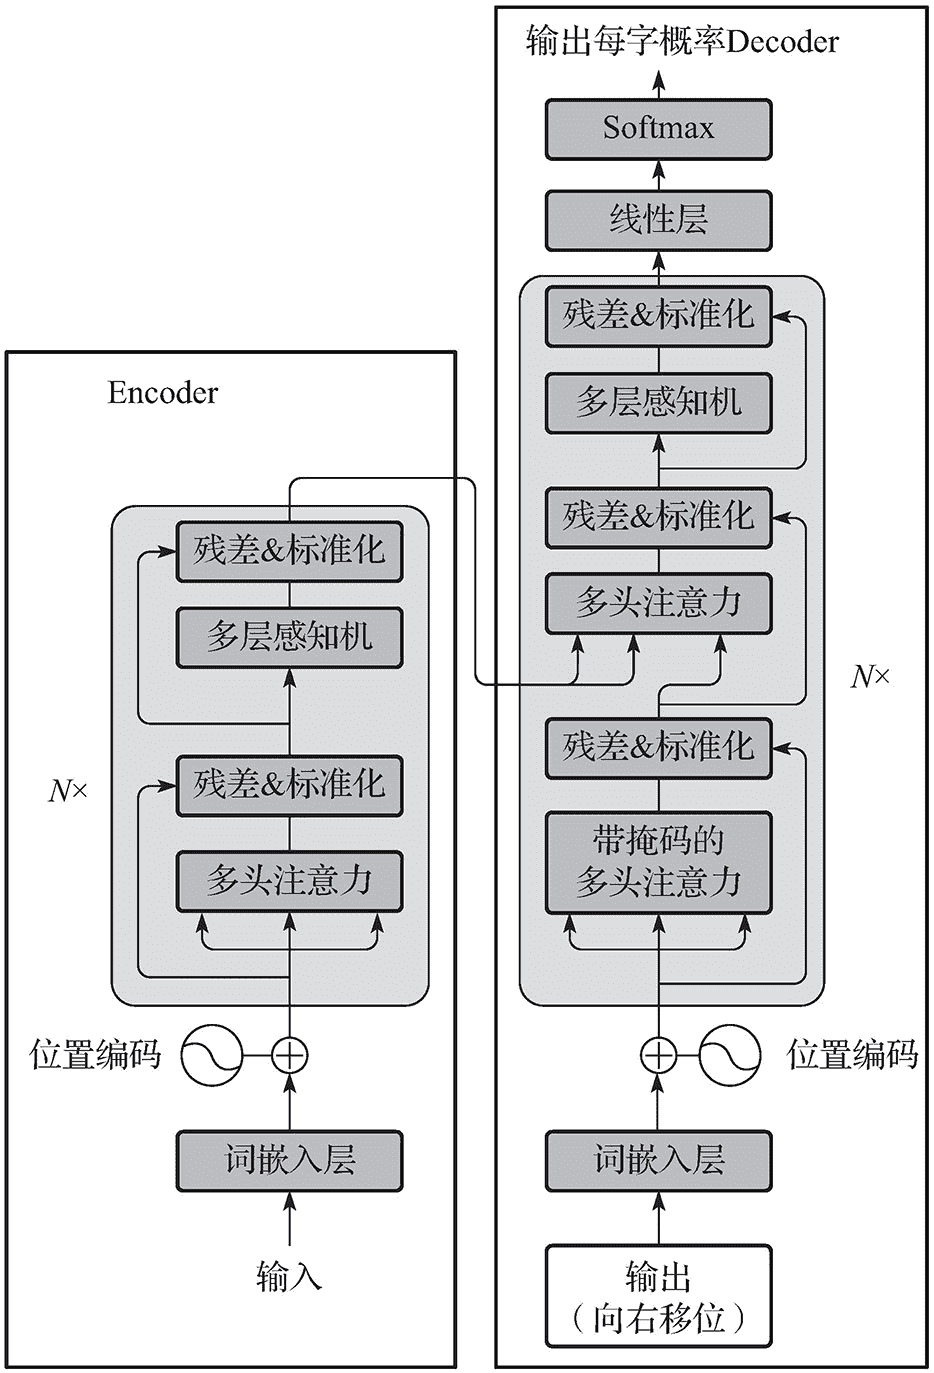 Encoder
残差&标准化
多层感知机
残差&标准化
N×
多头注意力
位置编码
词嵌入层
输入
输出每字概率Decoder
Softmax
线性层
残差&标准化
多层感知机
残差&标准化
多头注意力
N×
残差&标准化
带掩码的
多头注意力
位置编码
词嵌入层
输出
（向右移位）